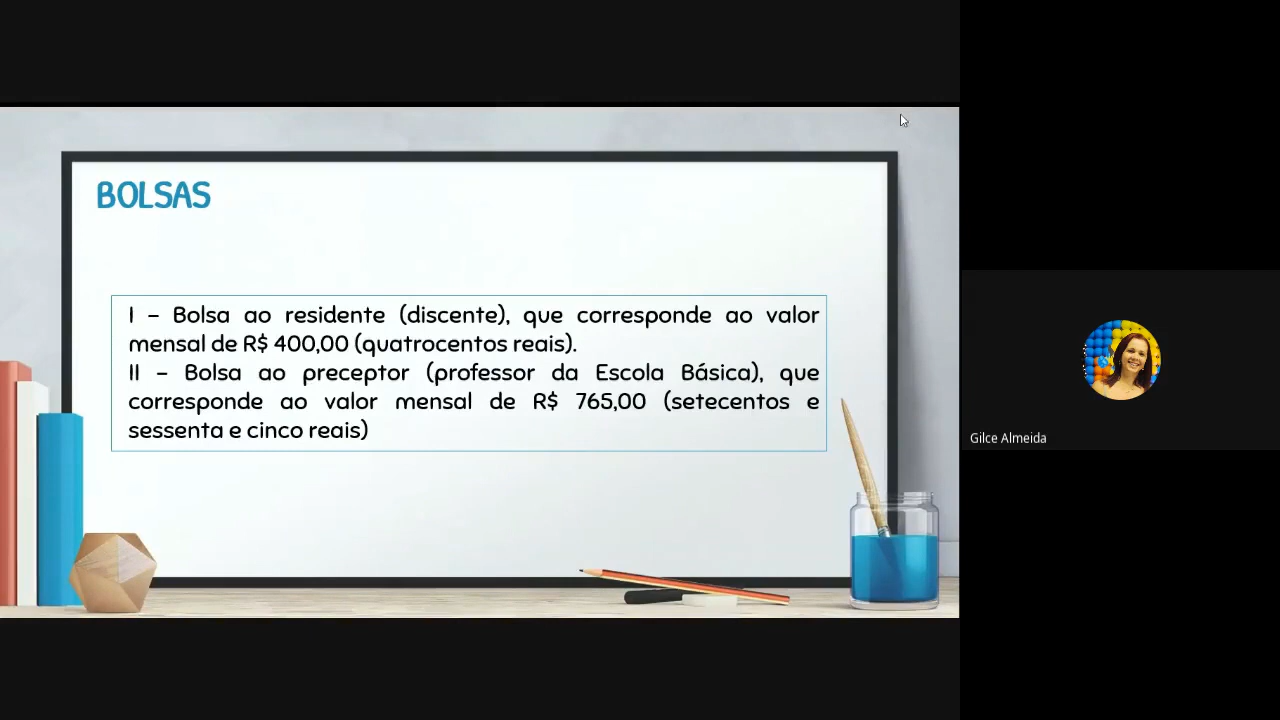 BOLSAS
I – Bolsa ao residente (discente), que corresponde ao valor
mensal de R$ 400,00 (quatrocentos reais).
II – Bolsa ao preceptor (professor da Escola Básica), que
corresponde ao valor mensal de R$ 765,00 (setecentos e
sessenta e cinco reais)
Gilce Almeida